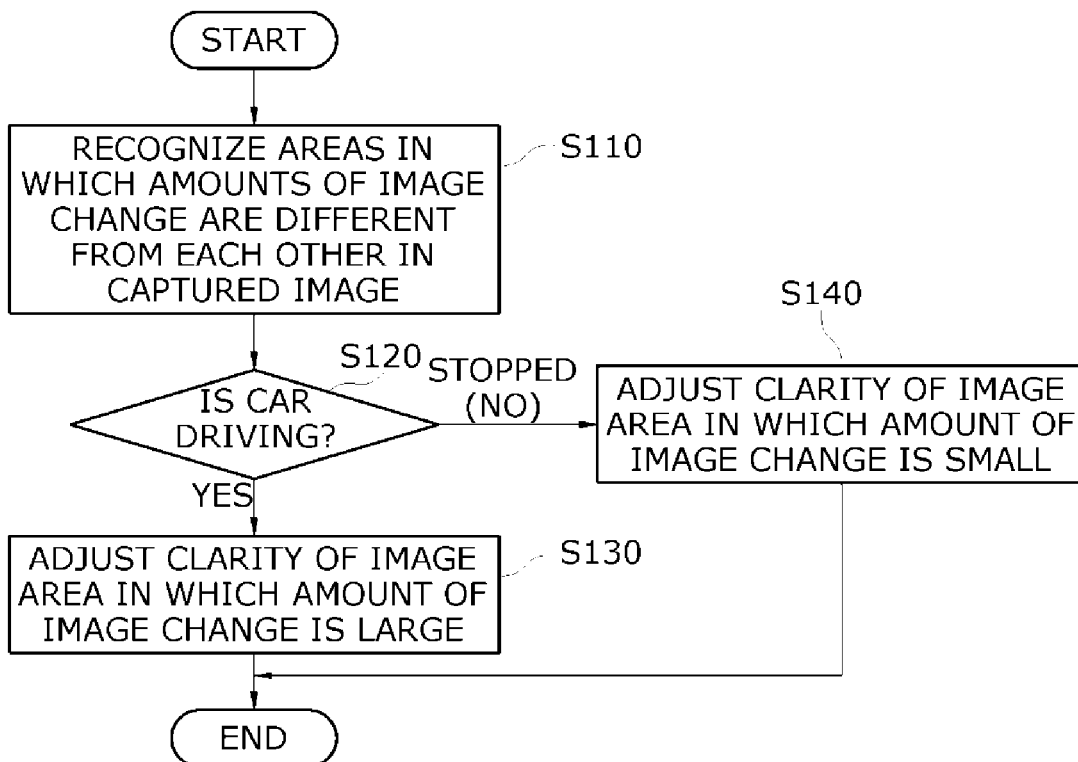 START
RECOGNIZE AREAS IN
WHICH AMOUNTS OF IMAGE
CHANGE ARE DIFFERENT
FROM EACH OTHER IN
CAPTURED IMAGE
S110
S120
IS CAR
DRIVING?
STOPPED
(NO)
S140
ADJUST CLARITY OF IMAGE
AREA IN WHICH AMOUNT OF
IMAGE CHANGE IS SMALL
YES
ADJUST CLARITY OF IMAGE
AREA IN WHICH AMOUNT OF
IMAGE CHANGE IS LARGE
S130
END